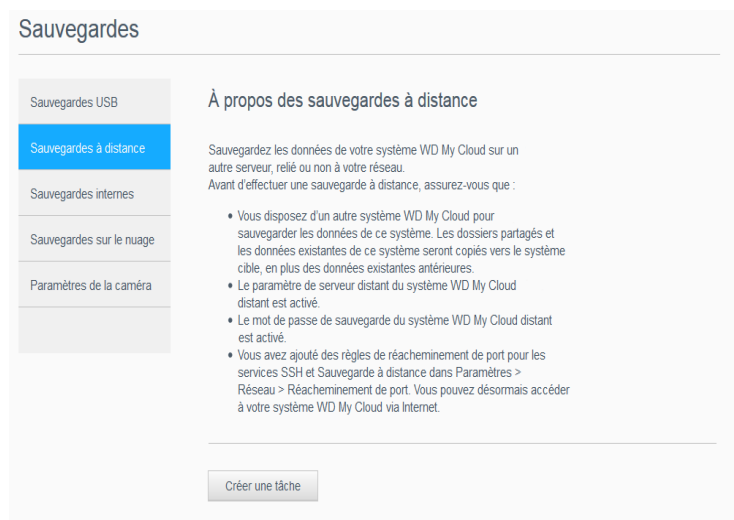 Sauvegardes
Sauvegardes USB
Sauvegardes à distance
Sauvegardes internes
Sauvegardes sur le nuage
Paramètres de la caméra
À propos des sauvegardes à distance
Sauvegardez les données de votre système WD My Cloud sur un
autre serveur, relié ou non à votre réseau.
Avant d'effectuer une sauvegarde à distance, assurez-vous que :
• Vous disposez d'un autre système WD My Cloud pour
sauvegarder les données de ce système. Les dossiers partagés et
les données existantes de ce système seront copiés vers le système
cible, en plus des données existantes antérieures.
• Le paramètre de serveur distant du système WD My Cloud
distant est activé.
• Le mot de passe de sauvegarde du système WD My Cloud distant
est activé.
• Vous avez ajouté des règles de réacheminement de port pour les
services SSH et Sauvegarde à distance dans Paramètres >
Réseau > Réacheminement de port. Vous pouvez désormais accéder
à votre système WD My Cloud via Internet.
Créer une tâche